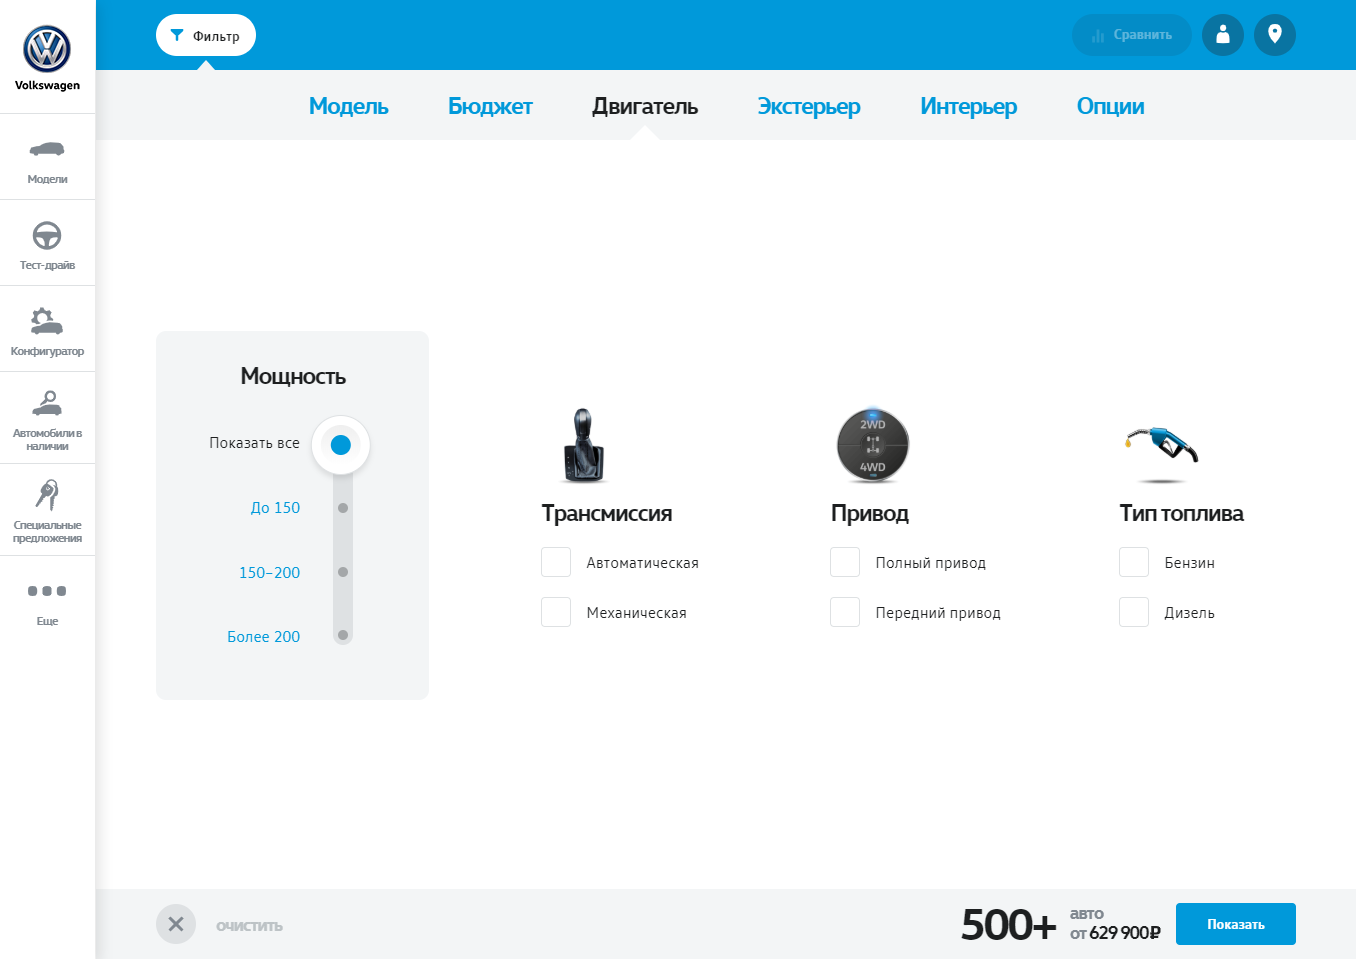 Volkswagen
Модели
Тест-драйв
Конфигуратор
Автомобили в
наличии
Специальные
предложения
Еще
Фильтр
Сравнить
Модель
Бюджет
Двигатель
Экстерьер
Интерьер
Опции
Мощность
Показать все
До 150
150–200
Более 200
Трансмиссия
Автоматическая
Механическая
2WD
4WD
Привод
Полный привод
Передний привод
Тип топлива
Бензин
Дизель
очистить
500+
авто
от 629 900₽
Показать